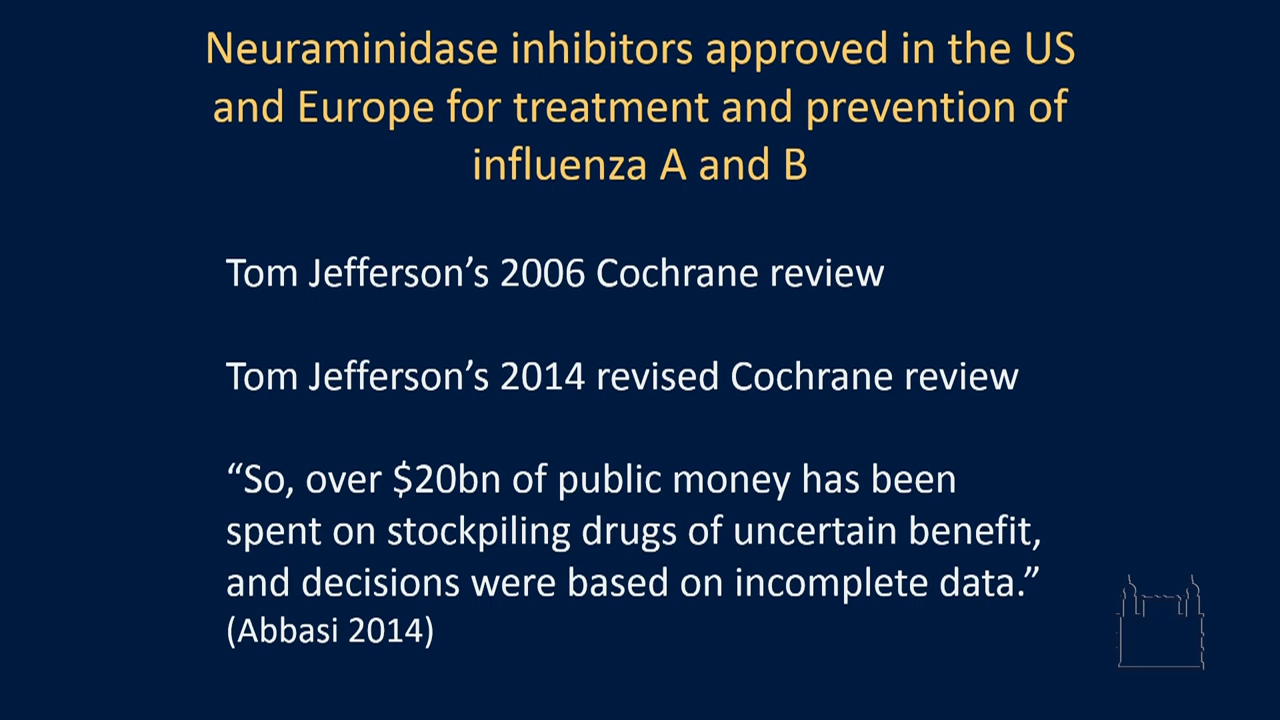 Neuraminidase inhibitors approved in the US
and Europe for treatment and prevention of
influenza A and B
Tom Jefferson’s 2006 Cochrane review
Tom Jefferson’s 2014 revised Cochrane review
“So, over $20bn of public money has been
spent on stockpiling drugs of uncertain benefit,
and decisions were based on incomplete data.”
(Abbasi 2014)